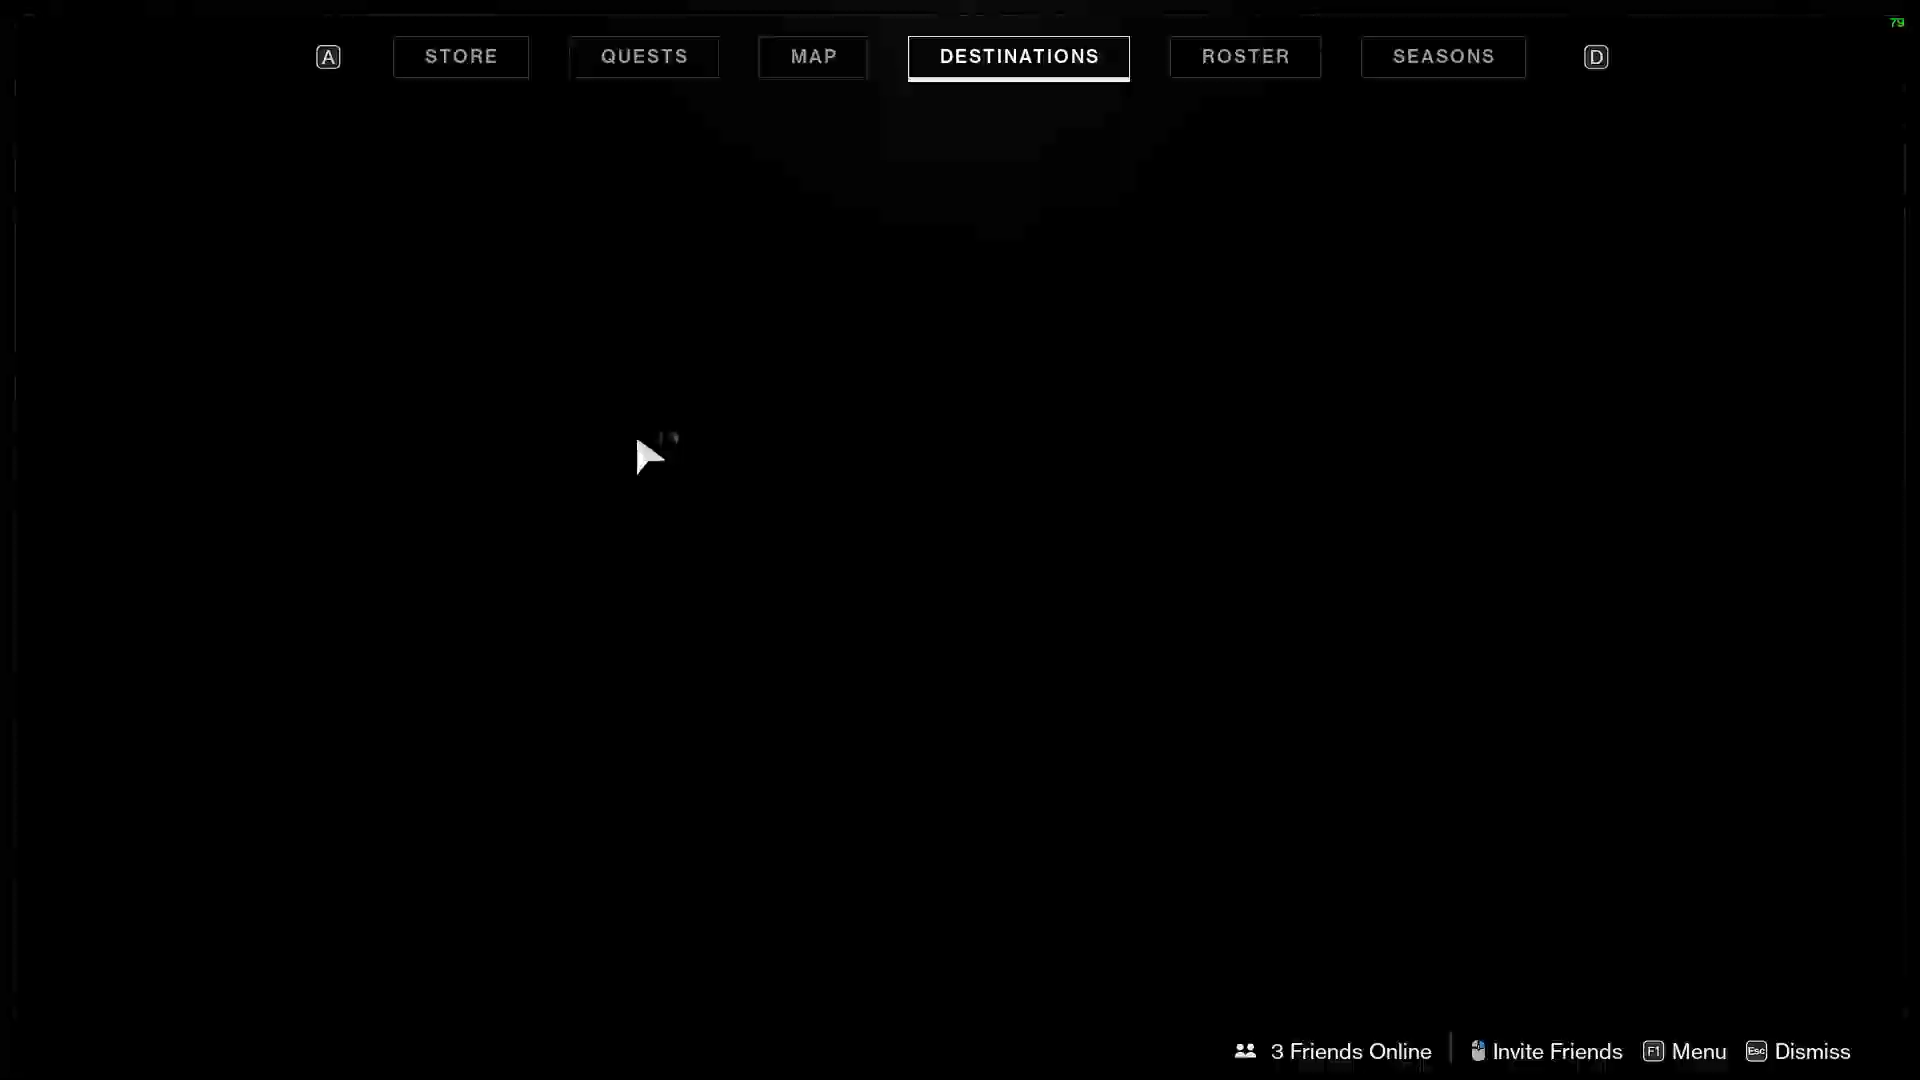 79
A STORE QUESTS MAP DESTINATIONS ROSTER SEASONS D
3 Friends Online Invite Friends F1 Menu Esc Dismiss